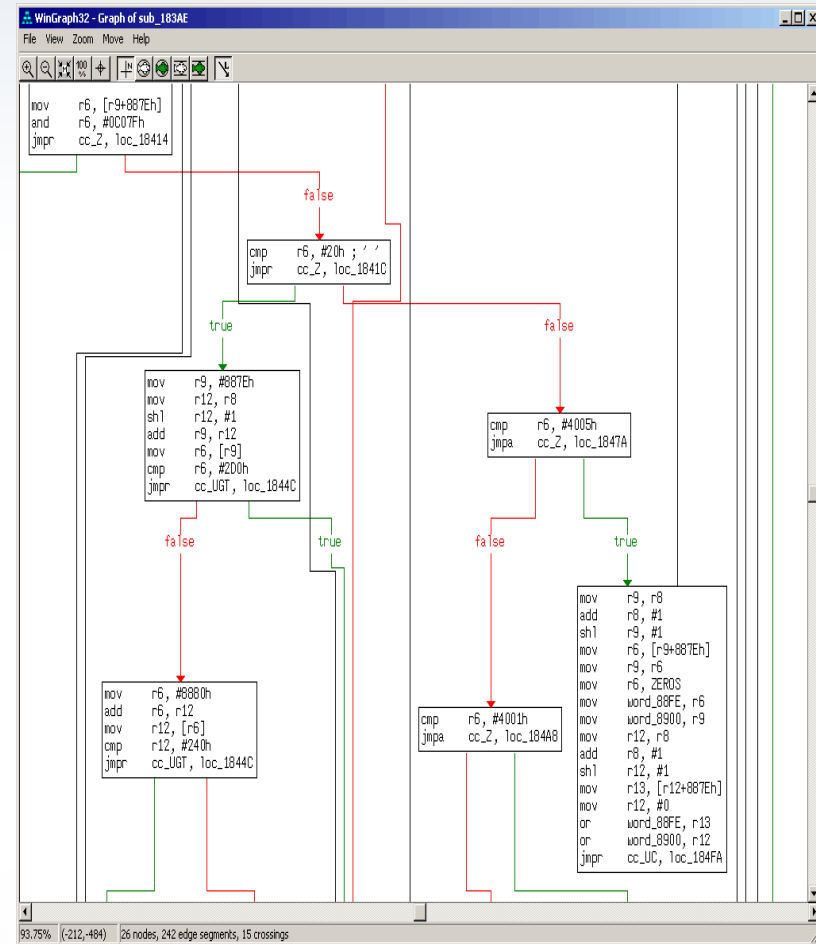 WinGraph32 - Graph of sub_183AE
File View Zoom Move Help
100 %
N
mov r6, [r9+887Eh]
and r6, #0C07Fh
jmpr cc_Z, loc_18414
false
cmp r6, #20h ; ' '
jmpr cc_Z, loc_1841C
true
false
mov r9, #887Eh
mov r12, r8
shl r12, #1
add r9, r12
mov r6, [r9]
cmp r6, #2D0h
jmpr cc_UGT, loc_1844C
cmp r6, #4005h
jmpa cc_Z, loc_1847A
false
true
false
true
mov r9, r8
add r8, #1
shl r9, #1
mov r6, [r9+887Eh]
mov r9, r6
mov r6, ZEROS
mov word_88FE, r6
mov word_8900, r9
mov r12, r8
add r8, #1
shl r12, #1
mov r13, [r12+887Eh]
mov r12, #0
or word_88FE, r13
or word_8900, r12
jmpr cc_UC, loc_184FA
mov r6, #8880h
add r6, r12
mov r12, [r6]
cmp r12, #240h
jmpr cc_UGT, loc_1844C
cmp r6, #4001h
jmpa cc_Z, loc_184A8
93.75% (-212,-484) 26 nodes, 242 edge segments, 15 crossings